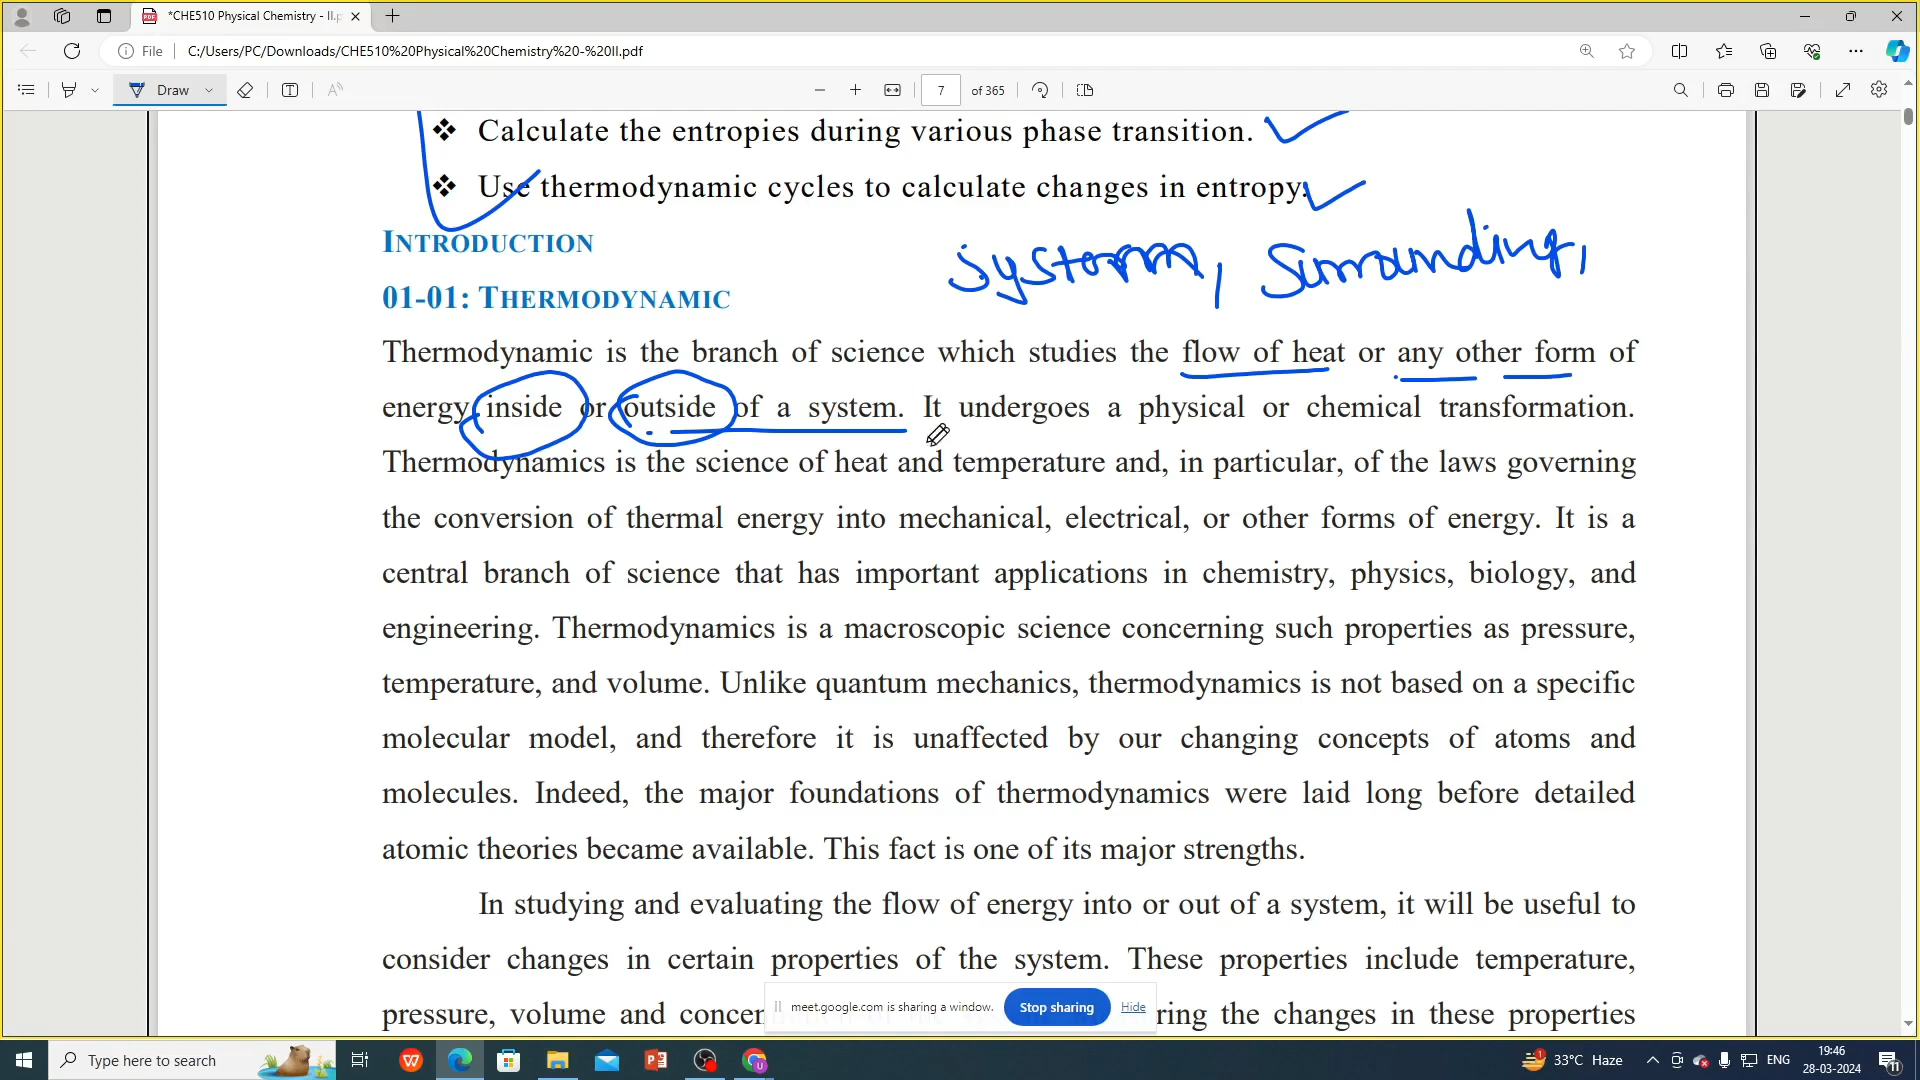 *CHE510 Physical Chemistry - II.p
File
C:/Users/PC/Downloads/CHE510%20Physical%20Chemistry%20-%20II.pdf
Draw
7 of 365
❖ Calculate the entropies during various phase transition.
❖ Use thermodynamic cycles to calculate changes in entropy.
INTRODUCTION
Surrounding,
01-01: THERMODYNAMIC
Thermodynamic is the branch of science which studies the flow of heat or any other form of
energy inside or outside of a system. It undergoes a physical or chemical transformation.
Thermodynamics is the science of heat and temperature and, in particular, of the laws governing
the conversion of thermal energy into mechanical, electrical, or other forms of energy. It is a
central branch of science that has important applications in chemistry, physics, biology, and
engineering. Thermodynamics is a macroscopic science concerning such properties as pressure,
temperature, and volume. Unlike quantum mechanics, thermodynamics is not based on a specific
molecular model, and therefore it is unaffected by our changing concepts of atoms and
molecules. Indeed, the major foundations of thermodynamics were laid long before detailed
atomic theories became available. This fact is one of its major strengths.
In studying and evaluating the flow of energy into or out of a system, it will be useful to
consider changes in certain properties of the system. These properties include temperature,
pressure, volume and concen ring the changes in these properties
meet.google.com is sharing a window. Stop sharing Hide
Type here to search
33°C Haze
ENG
19:46
28-03-2024
11